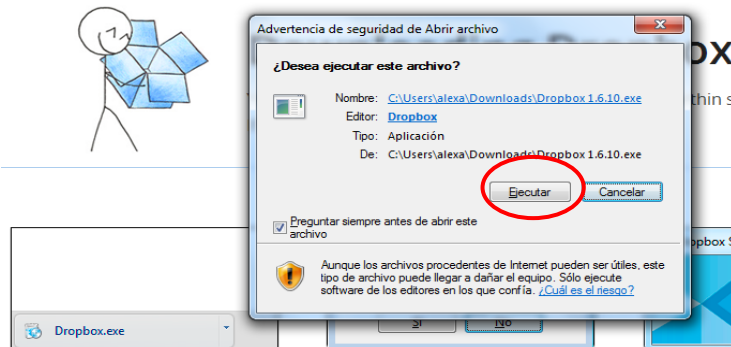 Advertencia de seguridad de Abrir archivo
¿Desea ejecutar este archivo?
Nombre: C:\Users\alexa\Downloads\Dropbox 1.6.10.exe
Editor: Dropbox
Tipo: Aplicación
De: C:\Users\alexa\Downloads\Dropbox 1.6.10.exe
Ejecutar Cancelar
Preguntar siempre antes de abrir este
archivo
Aunque los archivos procedentes de Internet pueden ser útiles, este
tipo de archivo puede llegar a dañar el equipo. Sólo ejecute
software de los editores en los que confía. ¿Cuál es el riesgo?
Dropbox.exe
No